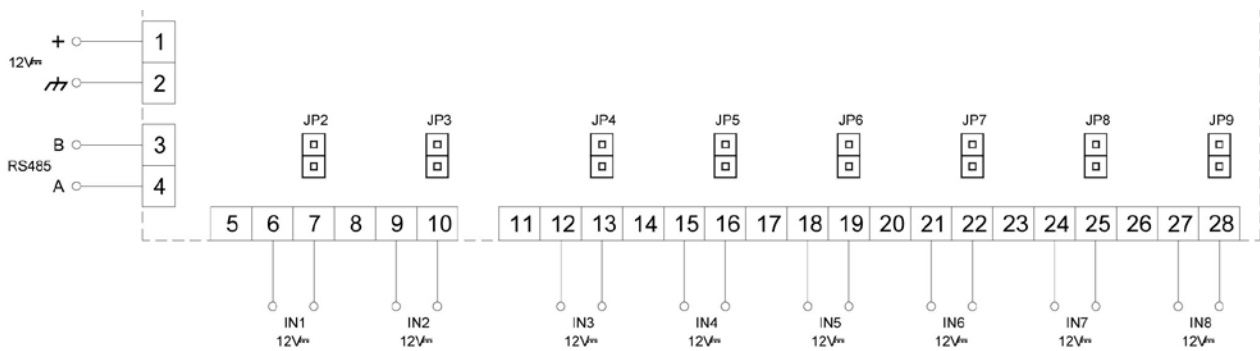 + 1
12V⎓
2
B 3
RS485
A 4
JP2 JP3 JP4 JP5 JP6 JP7 JP8 JP9
5 6 7 8 9 10 11 12 13 14 15 16 17 18 19 20 21 22 23 24 25 26 27 28
IN1 IN2 IN3 IN4 IN5 IN6 IN7 IN8
12V⎓ 12V⎓ 12V⎓ 12V⎓ 12V⎓ 12V⎓ 12V⎓ 12V⎓